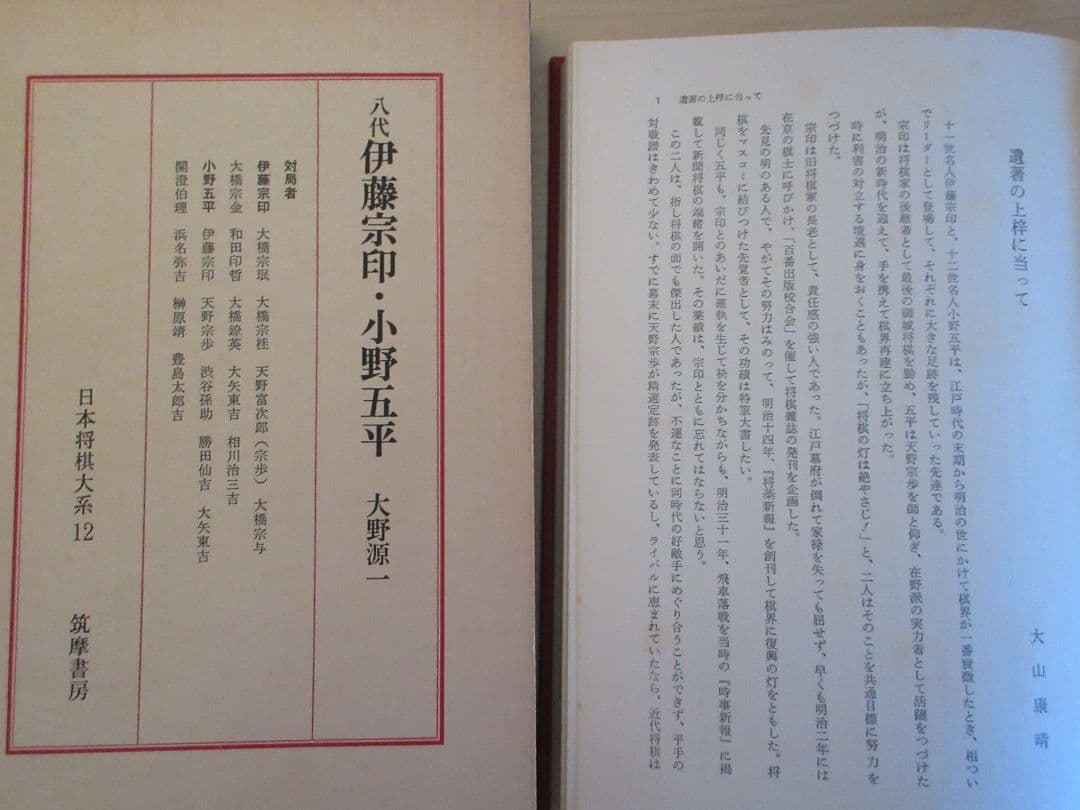 八代 伊藤宗印・小野五平 大野源一
対局者
伊藤宗印 大橋宗珉 大橋宗桂 天野富次郎(宗歩) 大橋宗与
大橋宗金 和田印哲 大橋鐐英 大矢東吉 相川治三吉
小野五平 伊藤宗印 天野宗歩 渋谷孫助 勝田仙吉 大矢東吉
関澄伯理 浜名弥吉 榊原靖 豊島太郎吉
日本将棋大系 12
筑摩書房
1 遺著の上梓に当って
遺著の上梓に当って
大山康晴
十一世名人伊藤宗印と、十二世名人小野五平は、江戸時代の末期から明治の世にかけて棋界が一番衰微したとき、相つい
でリーダーとして登場して、それぞれに大きな足跡を残していった先達である。
宗印は将棋家の後継者として最後の御城将棋を勤め、五平は天野宗歩を師と仰ぎ、在野派の実力者として活躍をつづけた
が、明治の新時代を迎えて、手を携えて棋界再建に立ち上がった。
時に利害の対立する境遇に身をおくこともあったが、「将棋の灯は絶やさじ!」と、二人はそのことを共通目標に努力を
つづけた。
宗印は旧将棋家の長老として、責任感の強い人であった。江戸幕府が倒れて家禄を失っても屈せず、早くも明治二年には
在京の棋士に呼びかけ、「百番出版校合会」を催して将棋雑誌の発刊を企画した。
先見の明のある人で、やがてその努力はみのって、明治十四年、『将棊新報』を創刊して棋界に復興の灯をともした。将
棋をマスコーに結びつけた先覚者として、その功績は特筆大書したい。
同じく五平も、宗印とのあいだに確執を生じて袂を分かちながらも、明治三十一年、飛車落戦を当時の『時事新報』に掲
載して新聞将棋の端緒を開いた。その業績は、宗印とともに忘れてはならないと思う。
この二人は、指し将棋の面でも傑出した人であったが、不運なことに同時代の好敵手にめぐり合うことができず、平手の
対戦譜はきわめて少ない。すでに幕末に天野宗歩が精選定跡を発表しているし、ライバルに恵まれていたなら、近代将棋は